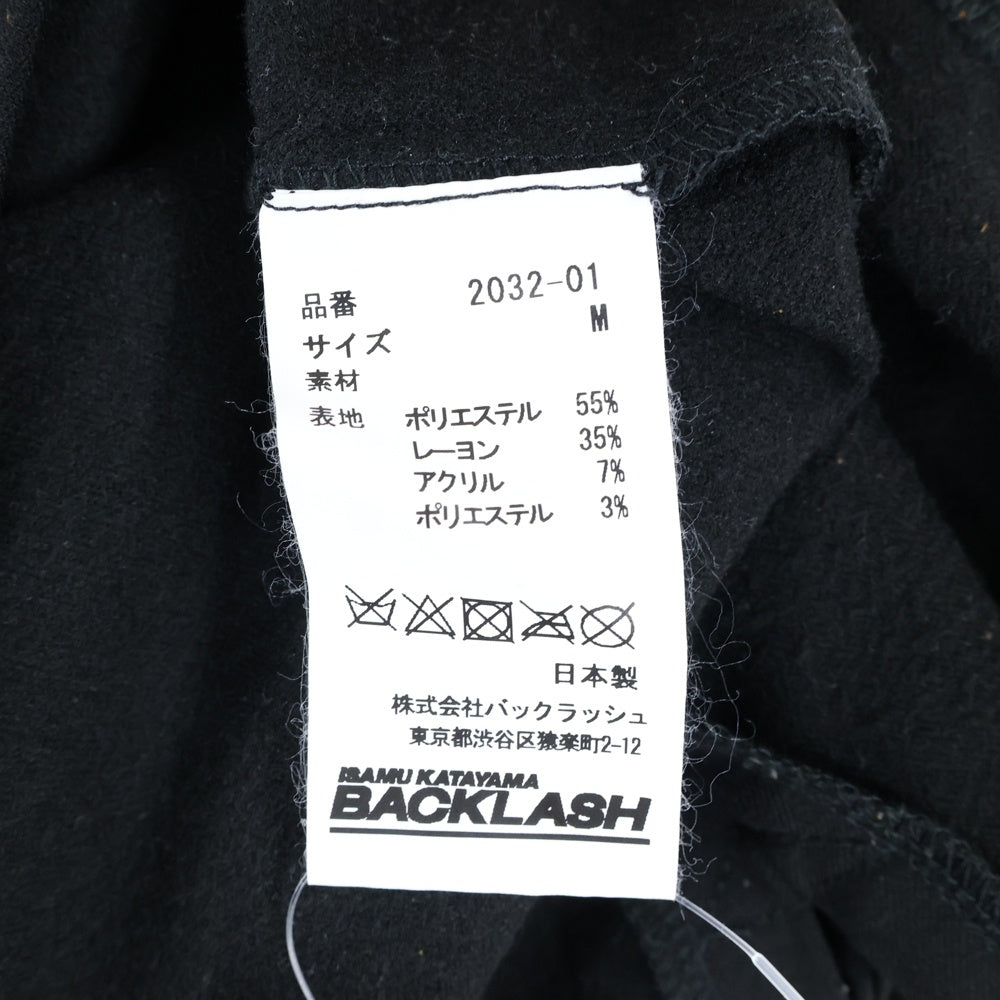 品番 2032-01
サイズ M
素材
表地 ポリエステル 55%
レーヨン 35%
アクリル 7%
ポリエステル 3%
日本製
株式会社バックラッシュ
東京都渋谷区猿楽町2-12
ISAMU KATAYAMA
BACKLASH